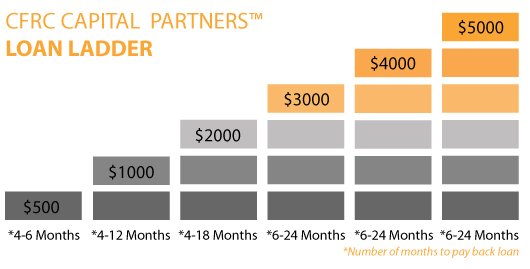 CFRC CAPITAL PARTNERS™
LOAN LADDER
$5000
$4000
$3000
$2000
$1000
$500
*4-6 Months *4-12 Months *4-18 Months *6-24 Months *6-24 Months *6-24 Months
*Number of months to pay back loan